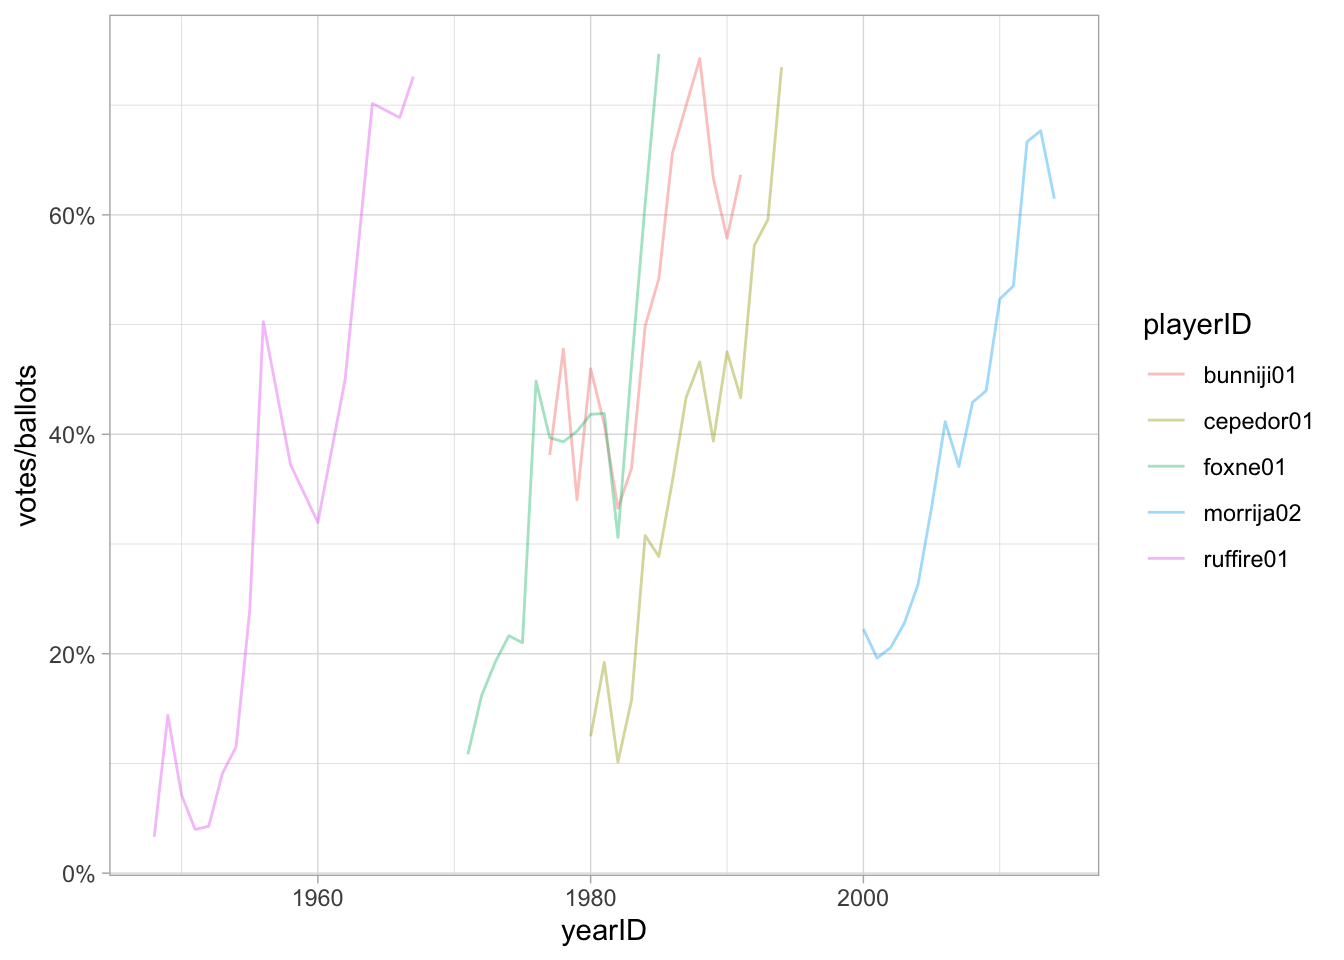 60%
40%
20%
0%
votes/ballots
1960
1980
2000
yearID
playerID
bunniji01
cepedor01
foxne01
morrija02
ruffire01